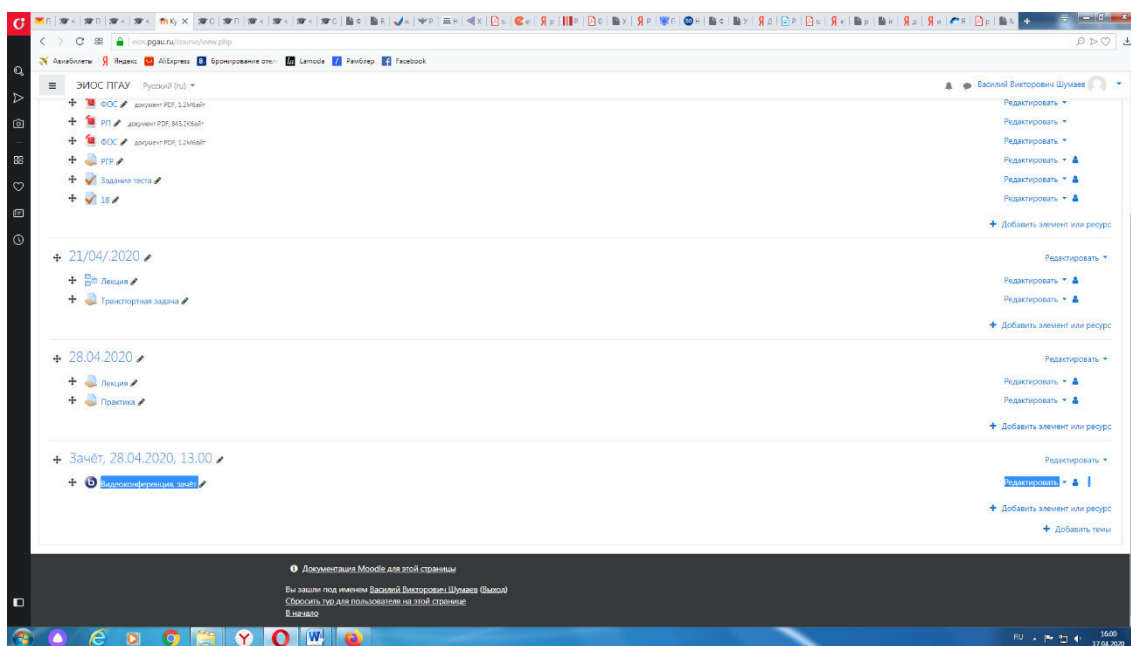 eios.pgau.ru/course/view.php
Авиабилеты Яндекс AliExpress Бронирование отел Lamoda Рамблер Facebook
ЭИОС ПГАУ Русский (ru) Василий Викторович Шумаев
ФОС документ PDF, 1.2Мбайт Редактировать
РП документ PDF, 843.2Кбайт Редактировать
ФОС документ PDF, 1.2Мбайт Редактировать
РГР Редактировать
Задание теста Редактировать
18 Редактировать
Добавить элемент или ресурс
21/04/.2020 Редактировать
Лекция Редактировать
Транспортная задача Редактировать
Добавить элемент или ресурс
28.04.2020 Редактировать
Лекция Редактировать
Практика Редактировать
Добавить элемент или ресурс
Зачёт, 28.04.2020, 13.00 Редактировать
Видеоконференция, зачёт Редактировать
Добавить элемент или ресурс
Добавить темы
Документация Moodle для этой страницы
Вы зашли под именем Василий Викторович Шумаев (Выход)
Сбросить тур для пользователя на этой странице
В начало
RU 16:00
17.04.2020